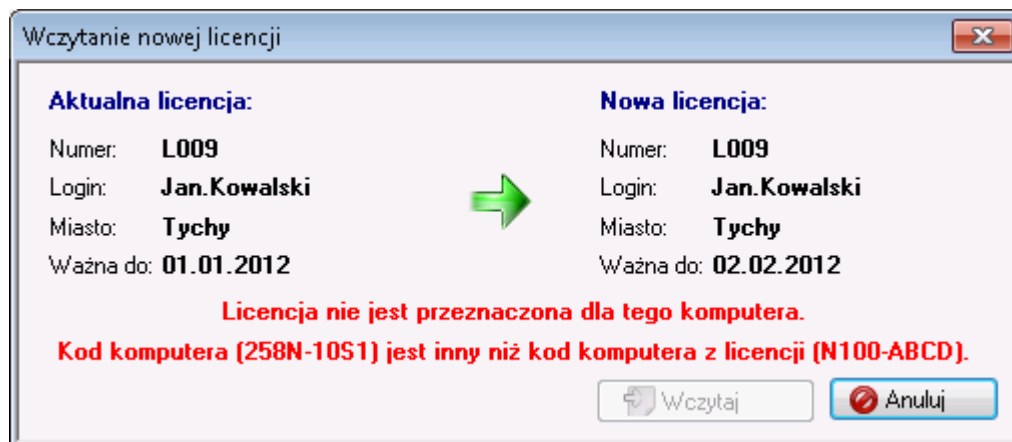 Wczytanie nowej licencji
Aktualna licencja:
Numer: L009
Login: Jan.Kowalski
Miasto: Tychy
Ważna do: 01.01.2012
Nowa licencja:
Numer: L009
Login: Jan.Kowalski
Miasto: Tychy
Ważna do: 02.02.2012
Licencja nie jest przeznaczona dla tego komputera.
Kod komputera (258N-10S1) jest inny niż kod komputera z licencji (N100-ABCD).
Wczytaj
Anuluj